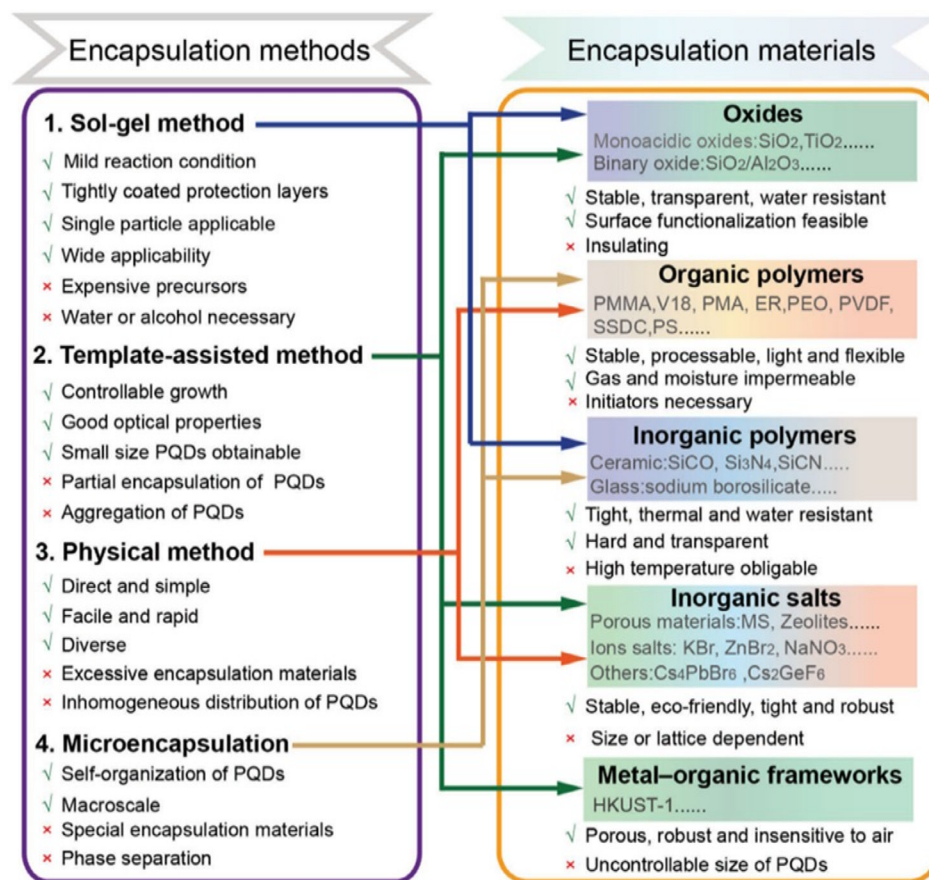 Encapsulation methods
1. Sol-gel method
√ Mild reaction condition
√ Tightly coated protection layers
√ Single particle applicable
√ Wide applicability
× Expensive precursors
× Water or alcohol necessary
2. Template-assisted method
√ Controllable growth
√ Good optical properties
√ Small size PQDs obtainable
× Partial encapsulation of PQDs
× Aggregation of PQDs
3. Physical method
√ Direct and simple
√ Facile and rapid
√ Diverse
× Excessive encapsulation materials
× Inhomogeneous distribution of PQDs
4. Microencapsulation
√ Self-organization of PQDs
√ Macroscale
× Special encapsulation materials
× Phase separation
Encapsulation materials
Oxides
Monoacidic oxides:SiO₂,TiO₂......
Binary oxide:SiO₂/Al₂O₃......
√ Stable, transparent, water resistant
√ Surface functionalization feasible
× Insulating
Organic polymers
PMMA,V18, PMA, ER,PEO, PVDF,
SSDC,PS......
√ Stable, processable, light and flexible
√ Gas and moisture impermeable
× Initiators necessary
Inorganic polymers
Ceramic:SiCO, Si₃N₄,SiCN.....
Glass:sodium borosilicate.....
√ Tight, thermal and water resistant
√ Hard and transparent
× High temperature obligable
Inorganic salts
Porous materials:MS, Zeolites......
Ions salts: KBr, ZnBr₂, NaNO₃......
Others:Cs₄PbBr₆ ,Cs₂GeF₆
√ Stable, eco-friendly, tight and robust
× Size or lattice dependent
Metal–organic frameworks
HKUST-1......
√ Porous, robust and insensitive to air
× Uncontrollable size of PQDs